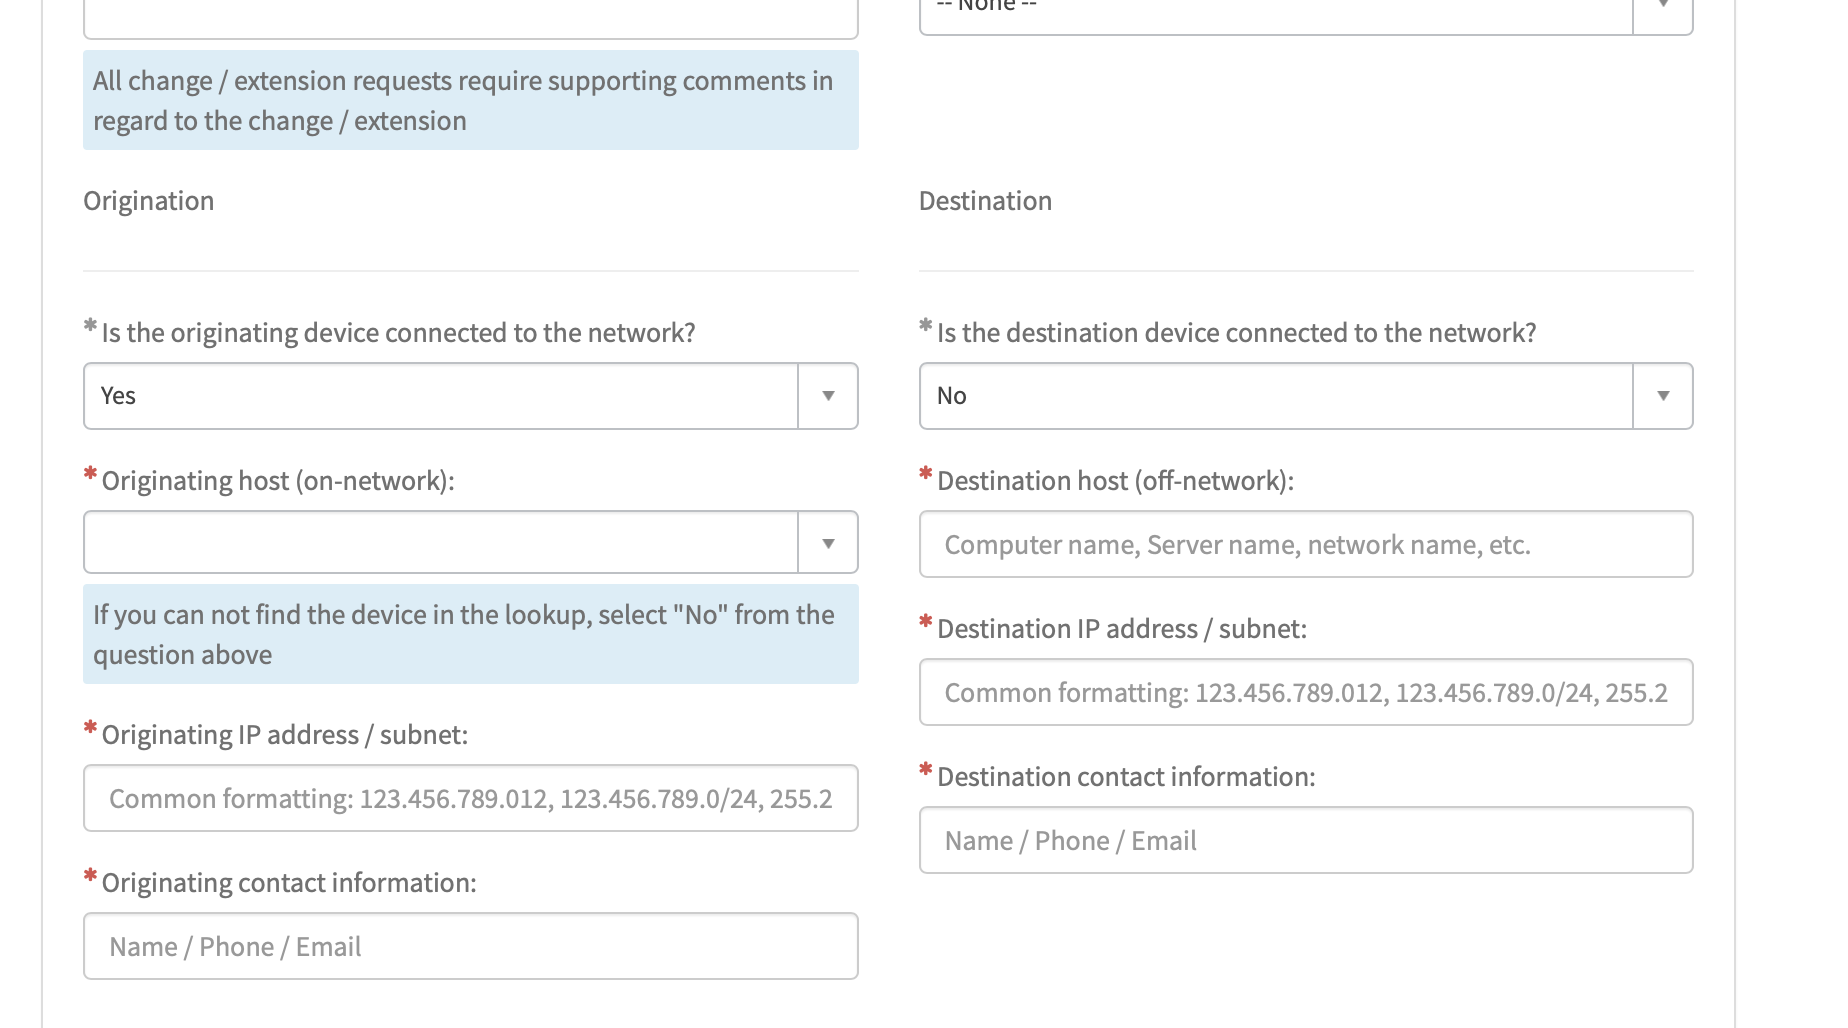 -- None --
All change / extension requests require supporting comments in
regard to the change / extension
Origination
Destination
* Is the originating device connected to the network?
Yes
* Originating host (on-network):
If you can not find the device in the lookup, select "No" from the
question above
* Originating IP address / subnet:
Common formatting: 123.456.789.012, 123.456.789.0/24, 255.2
* Originating contact information:
Name / Phone / Email
* Is the destination device connected to the network?
No
* Destination host (off-network):
Computer name, Server name, network name, etc.
* Destination IP address / subnet:
Common formatting: 123.456.789.012, 123.456.789.0/24, 255.2
* Destination contact information:
Name / Phone / Email